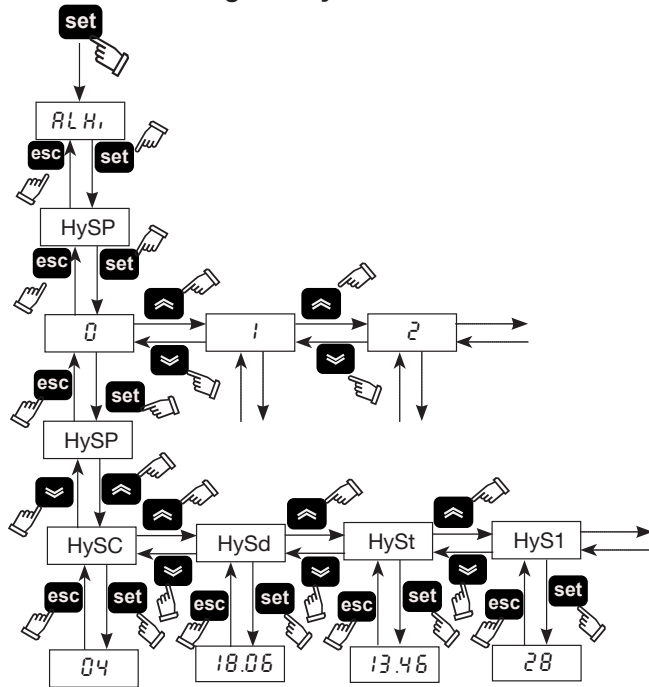 set
ALHi
esc set
HySP
esc set
0 1 2
esc set
HySP
HySC HySd HySt HyS1
esc set esc set esc set esc set
04 18.06 13.46 28